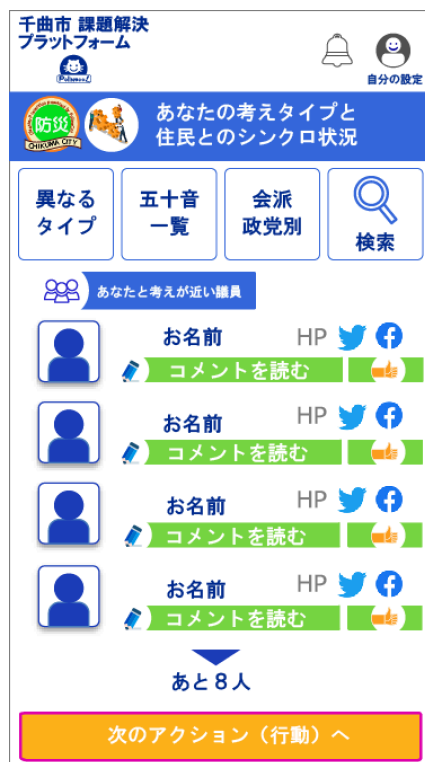 千曲市 課題解決
プラットフォーム
自分の設定
防災
CHIKUMA CITY
あなたの考えタイプと
住民とのシンクロ状況
異なる
タイプ
五十音
一覧
会派
政党別
検索
あなたと考えが近い議員
お名前
HP
コメントを読む
お名前
HP
コメントを読む
お名前
HP
コメントを読む
お名前
HP
コメントを読む
あと8人
次のアクション（行動）へ